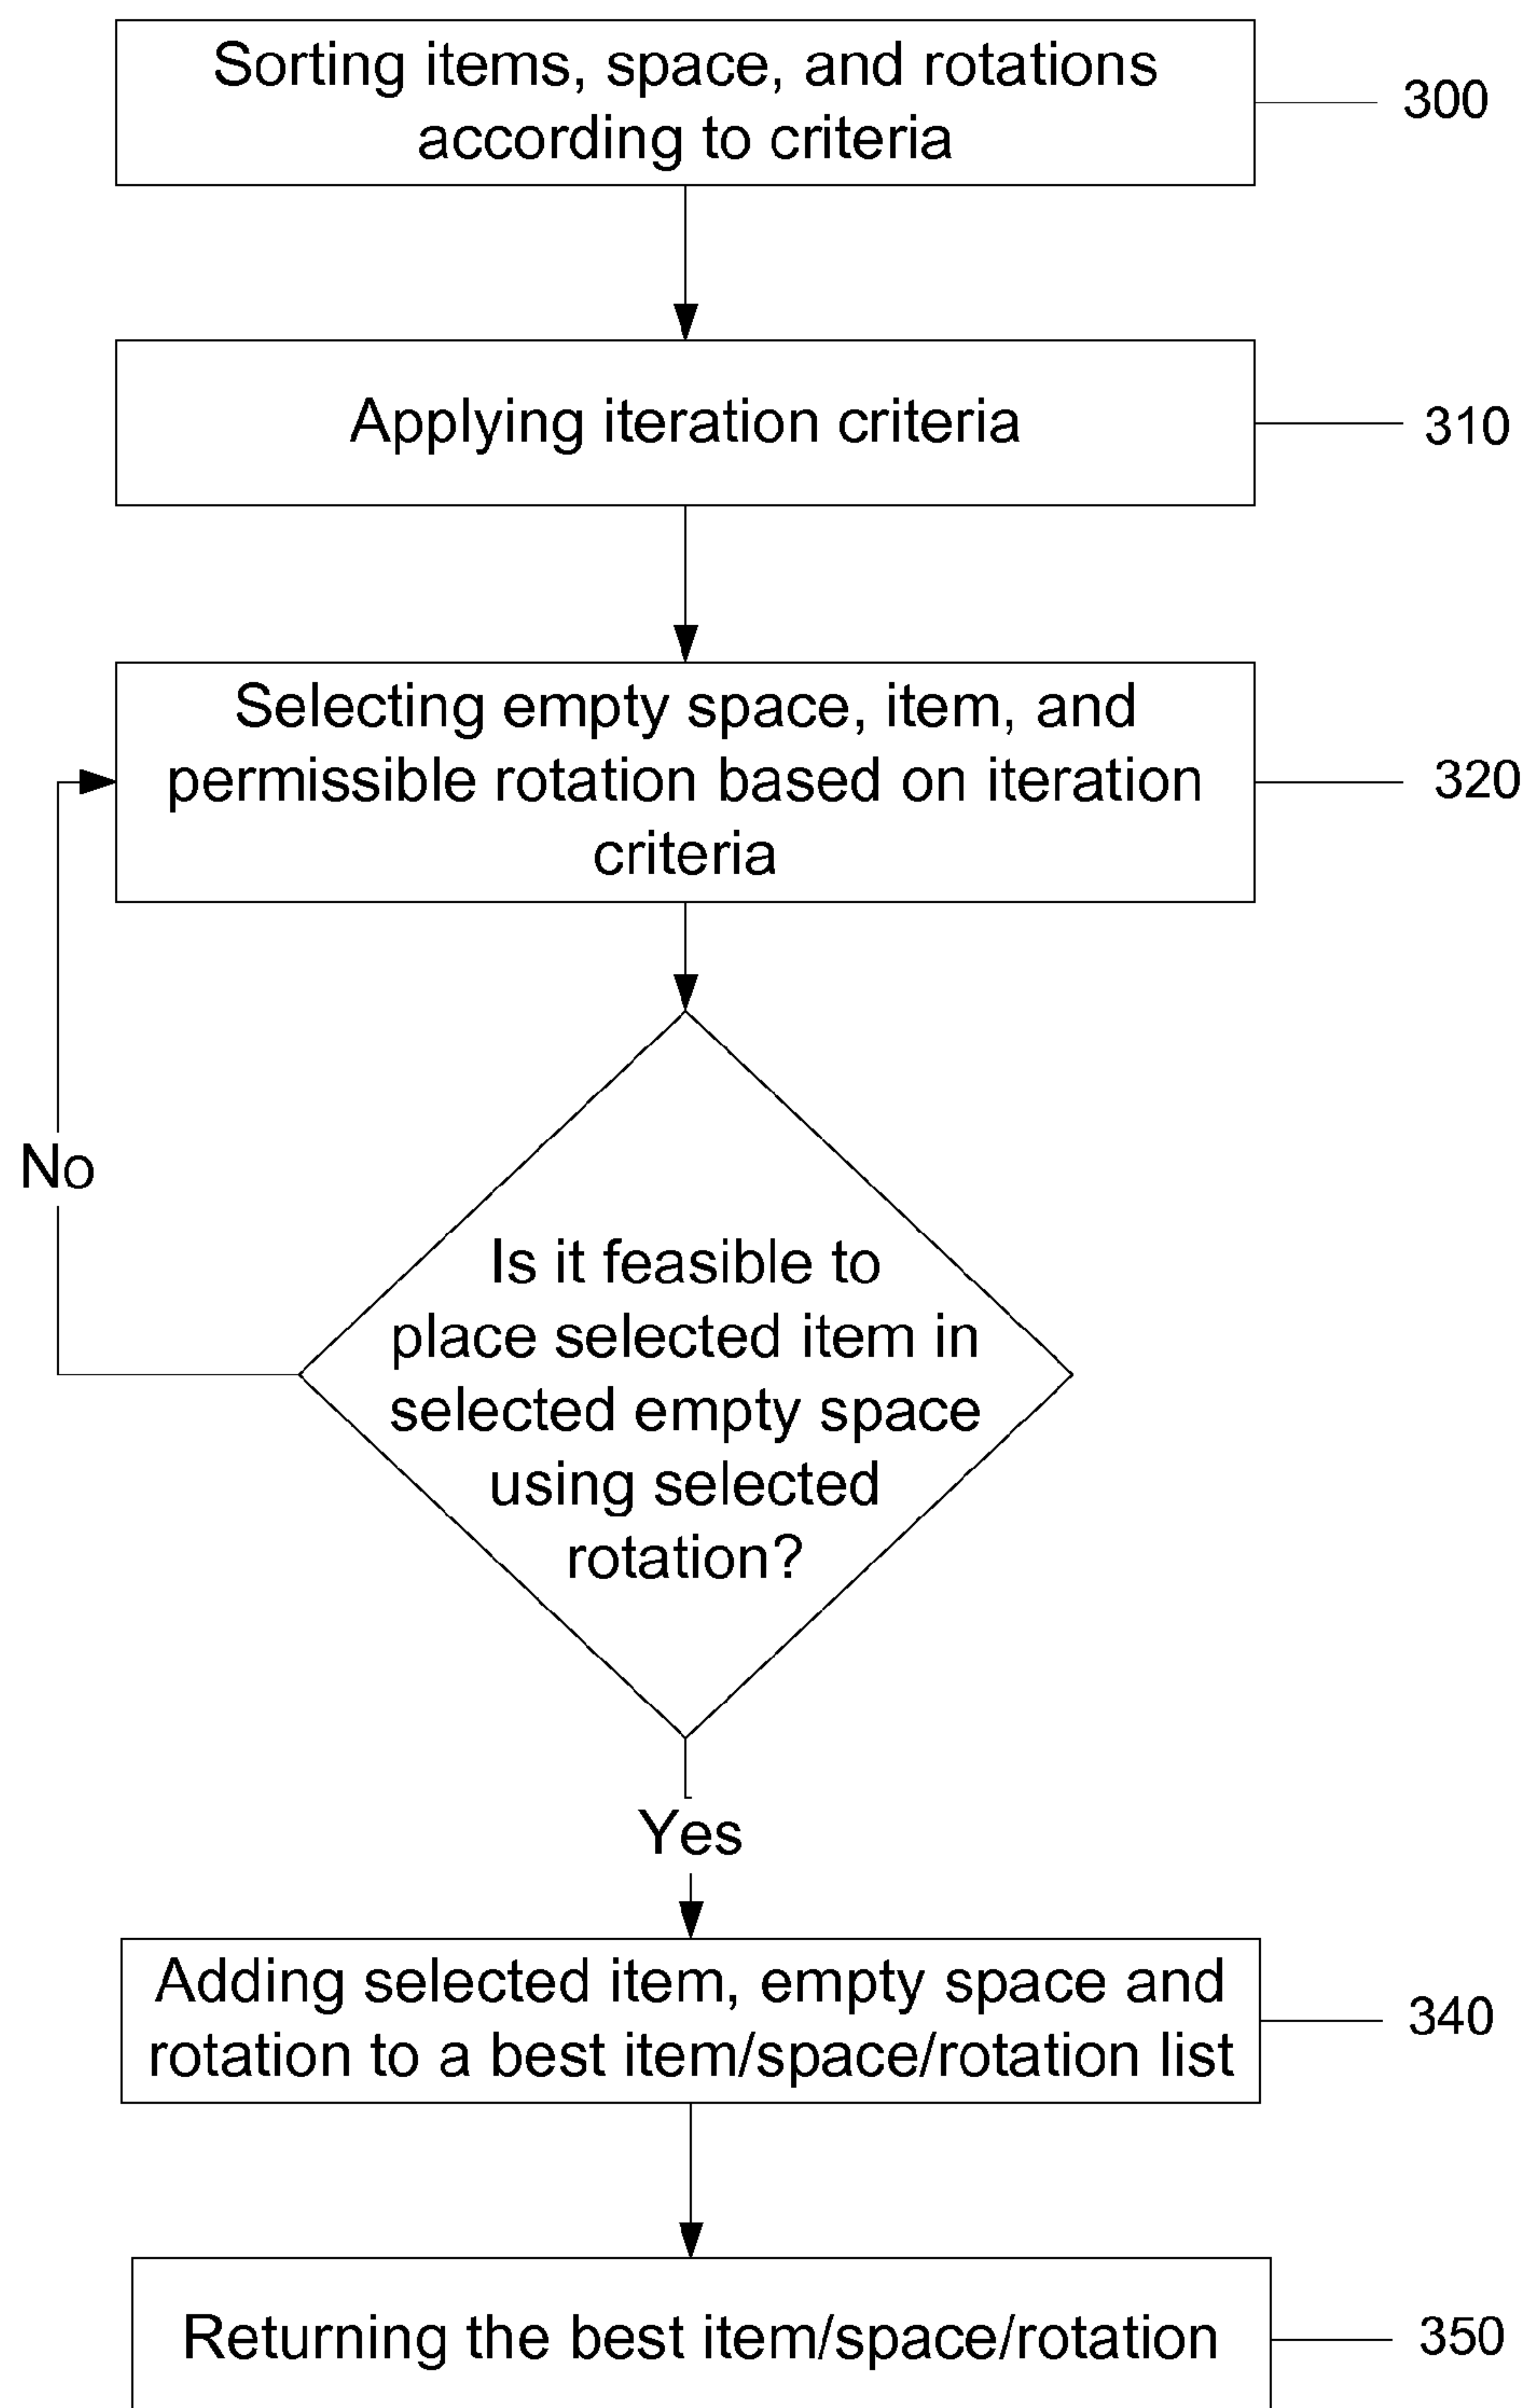 Sorting items, space, and rotations
according to criteria
300
Applying iteration criteria
310
Selecting empty space, item, and
permissible rotation based on iteration
criteria
320
No
Is it feasible to
place selected item in
selected empty space
using selected
rotation?
Yes
Adding selected item, empty space and
rotation to a best item/space/rotation list
340
Returning the best item/space/rotation
350